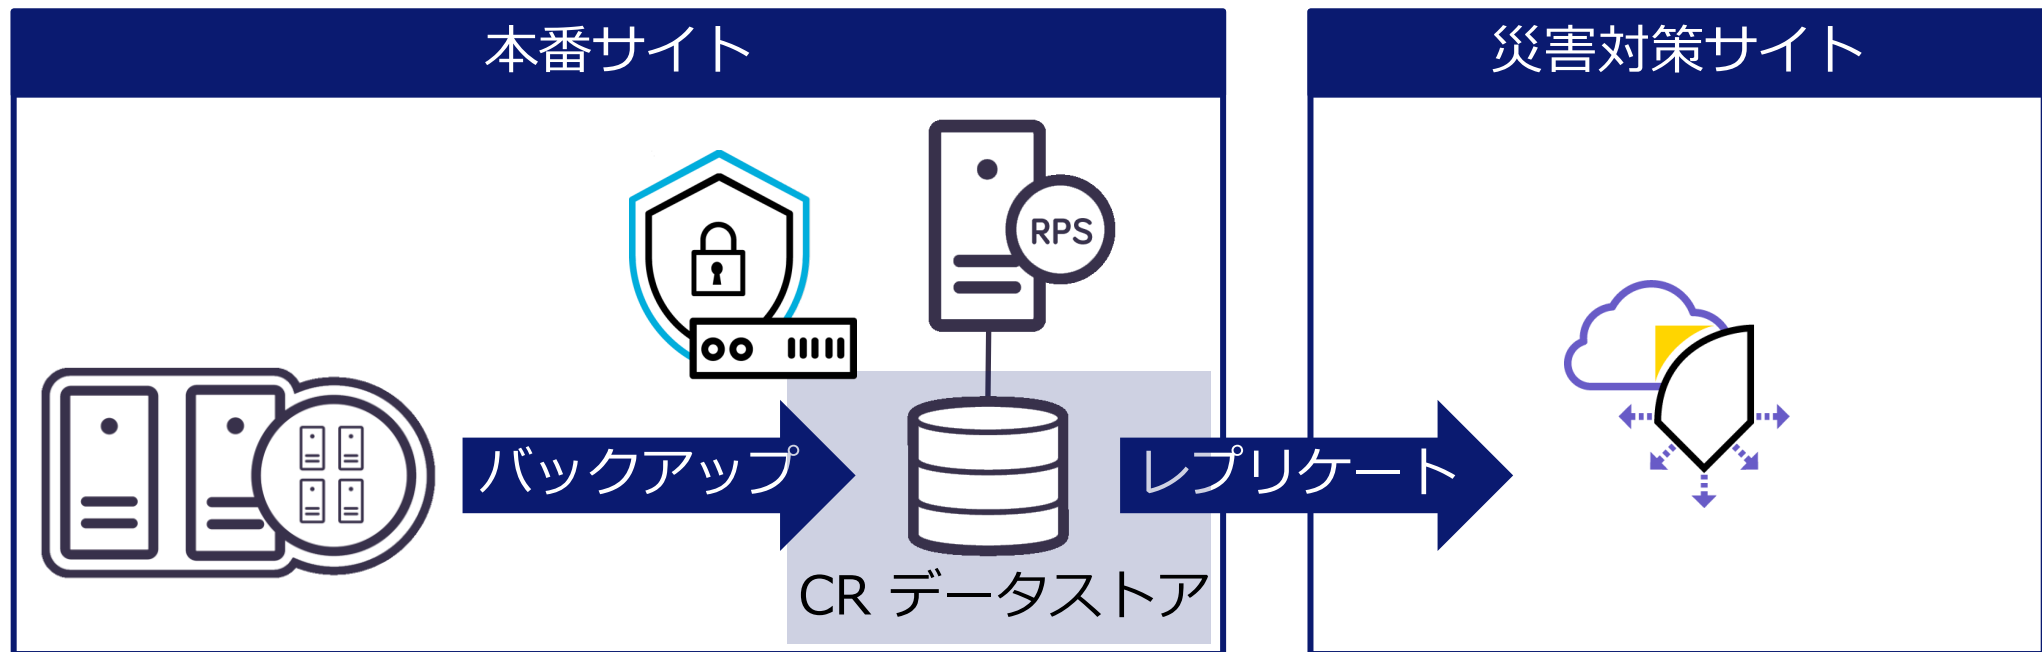 本番サイト
災害対策サイト
RPS
バックアップ
レプリケート
CR データストア